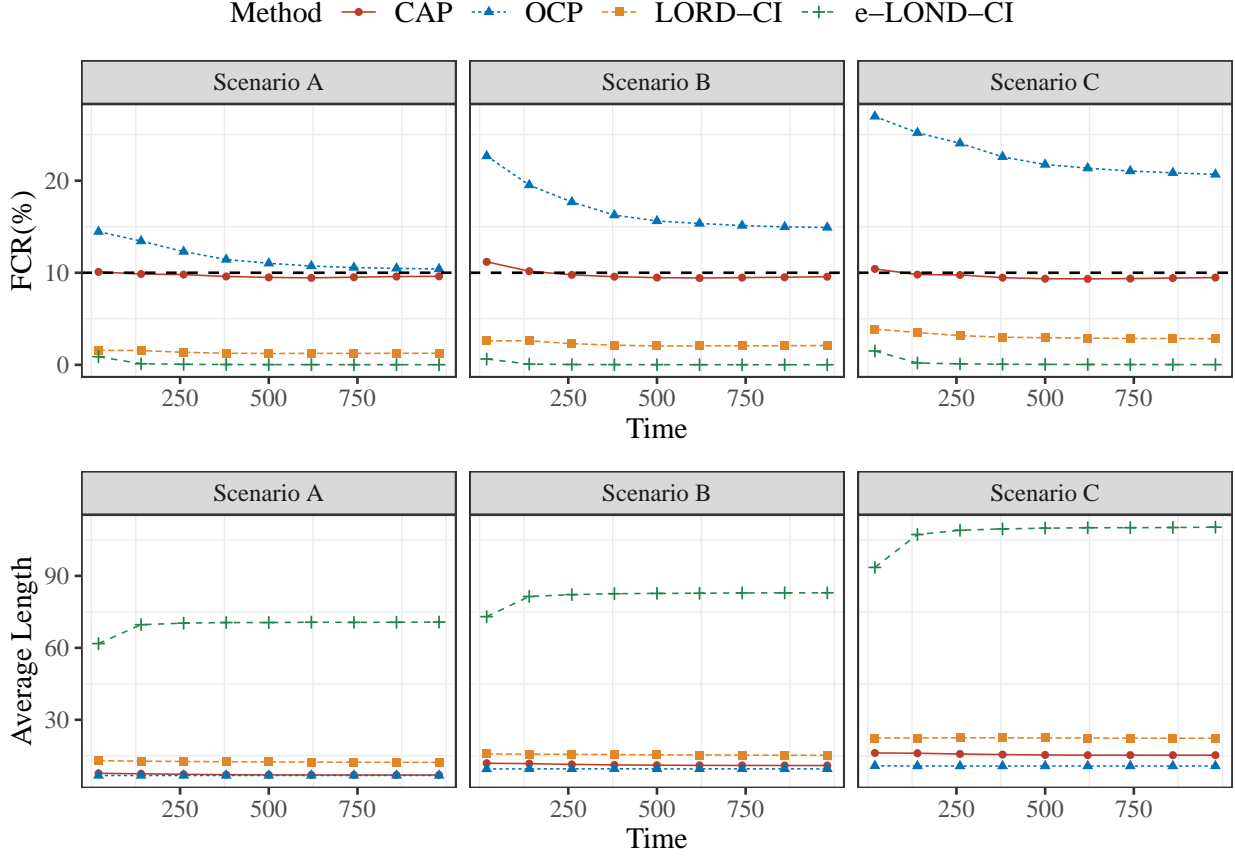 Method CAP OCP LORD−CI e−LOND−CI
Scenario A Scenario B Scenario C
FCR(%)
20
10
0
250 500 750 250 500 750 250 500 750
Time
Scenario A Scenario B Scenario C
Average Length
90
60
30
250 500 750 250 500 750 250 500 750
Time